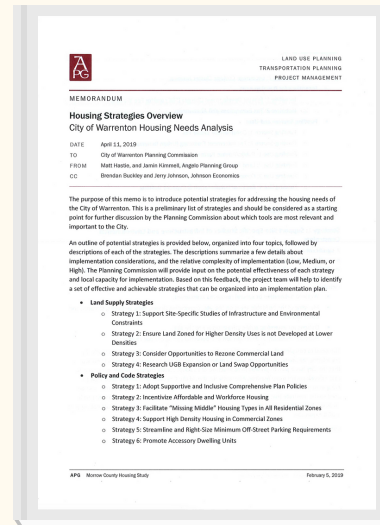 A
PG
LAND USE PLANNING
TRANSPORTATION PLANNING
PROJECT MANAGEMENT
MEMORANDUM
Housing Strategies Overview
City of Warrenton Housing Needs Analysis
DATE April 11, 2019
TO City of Warrenton Planning Commission
FROM Matt Hastie, and Jamin Kimmell, Angelo Planning Group
CC Brendan Buckley and Jerry Johnson, Johnson Economics
The purpose of this memo is to introduce potential strategies for addressing the housing needs of
the City of Warrenton. This is a preliminary list of strategies and should be considered as a starting
point for further discussion by the Planning Commission about which tools are most relevant and
important to the City.
An outline of potential strategies is provided below, organized into four topics, followed by
descriptions of each of the strategies. The descriptions summarize a few details about
implementation considerations, and the relative complexity of implementation (Low, Medium, or
High). The Planning Commission will provide input on the potential effectiveness of each strategy
and local capacity for implementation. Based on this feedback, the project team will help to identify
a set of effective and achievable strategies that can be organized into an implementation plan.
• Land Supply Strategies
o Strategy 1: Support Site-Specific Studies of Infrastructure and Environmental
Constraints
o Strategy 2: Ensure Land Zoned for Higher Density Uses is not Developed at Lower
Densities
o Strategy 3: Consider Opportunities to Rezone Commercial Land
o Strategy 4: Research UGB Expansion or Land Swap Opportunities
• Policy and Code Strategies
o Strategy 1: Adopt Supportive and Inclusive Comprehensive Plan Policies
o Strategy 2: Incentivize Affordable and Workforce Housing
o Strategy 3: Facilitate "Missing Middle" Housing Types in All Residential Zones
o Strategy 4: Support High Density Housing in Commercial Zones
o Strategy 5: Streamline and Right-Size Minimum Off-Street Parking Requirements
o Strategy 6: Promote Accessory Dwelling Units
APG Morrow County Housing Study February 5, 2019